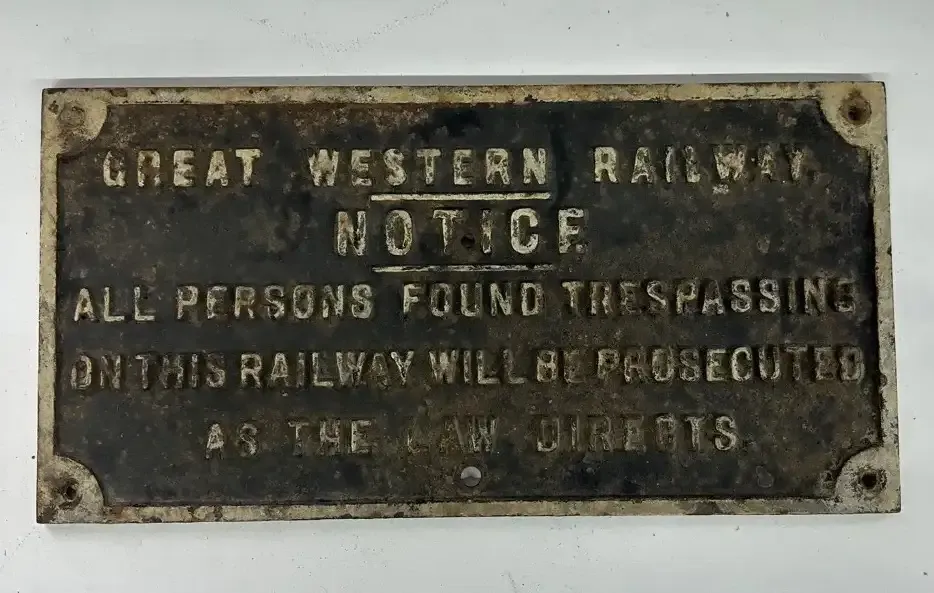 GREAT WESTERN RAILWAY.
NOTICE
ALL PERSONS FOUND TRESPASSING
ON THIS RAILWAY WILL BE PROSECUTED
AS THE LAW DIRECTS.